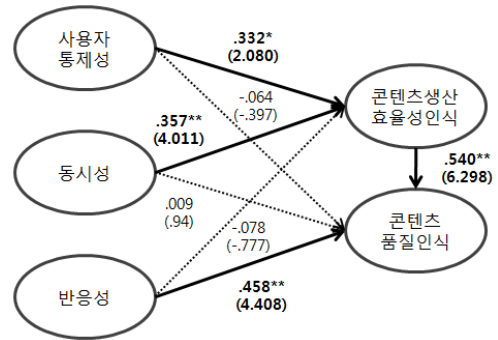 사용자
통제성
.332*
(2.080)
-.064
(-.397)
콘텐츠생산
효율성인식
.357**
(4.011)
동시성
.540**
(6.298)
.009
(.94)
-.078
(-.777)
콘텐츠
품질인식
반응성
.458**
(4.408)